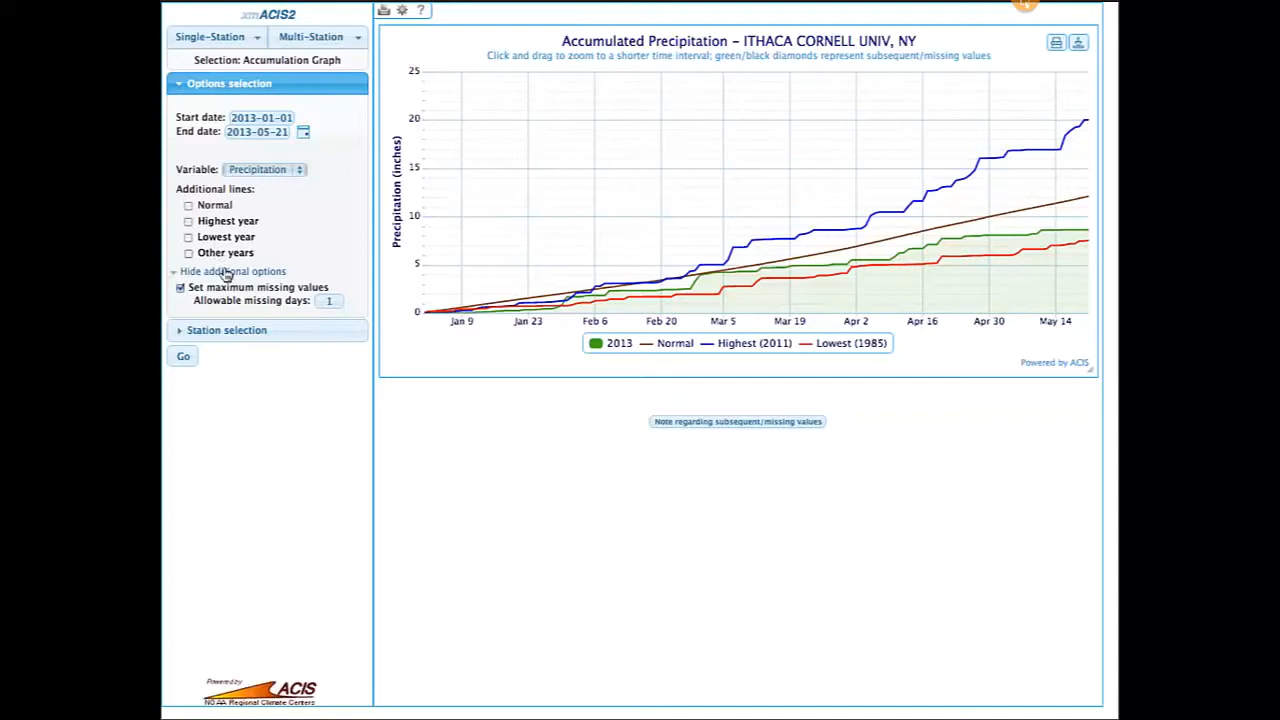 xmACIS2
Single-Station
Multi-Station
Selection: Accumulation Graph
Options selection
Start date: 2013-01-01
End date: 2013-05-21
Variable: Precipitation
Additional lines:
Normal
Highest year
Lowest year
Other years
Hide additional options
Set maximum missing values
Allowable missing days: 1
Station selection
Go
Powered by
ACIS
NOAA Regional Climate Centers
?
Accumulated Precipitation - ITHACA CORNELL UNIV, NY
Click and drag to zoom to a shorter time interval; green/black diamonds represent subsequent/missing values
Precipitation (inches)
25
20
15
10
5
0
Jan 9 Jan 23 Feb 6 Feb 20 Mar 5 Mar 19 Apr 2 Apr 16 Apr 30 May 14
2013 Normal Highest (2011) Lowest (1985)
Powered by ACIS
Note regarding subsequent/missing values